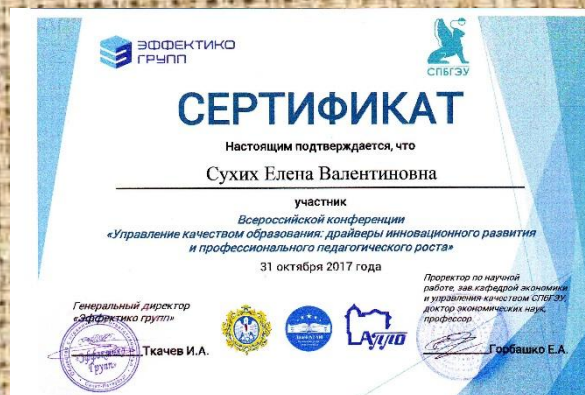 ЭФФЕКТИКО
ГРУПП
СПБГЭУ
СЕРТИФИКАТ
Настоящим подтверждается, что
Сухих Елена Валентиновна
участник
Всероссийской конференции
«Управление качеством образования: драйверы инновационного развития
и профессионального педагогического роста»
31 октября 2017 года
Генеральный директор
«Эффектико групп»
Ткачев И.А.
Проректор по научной
работе, зав.кафедрой экономики
и управления качеством СПбГЭУ,
доктор экономических наук,
профессор
Горбашко Е.А.
"Эффектико
Групп"